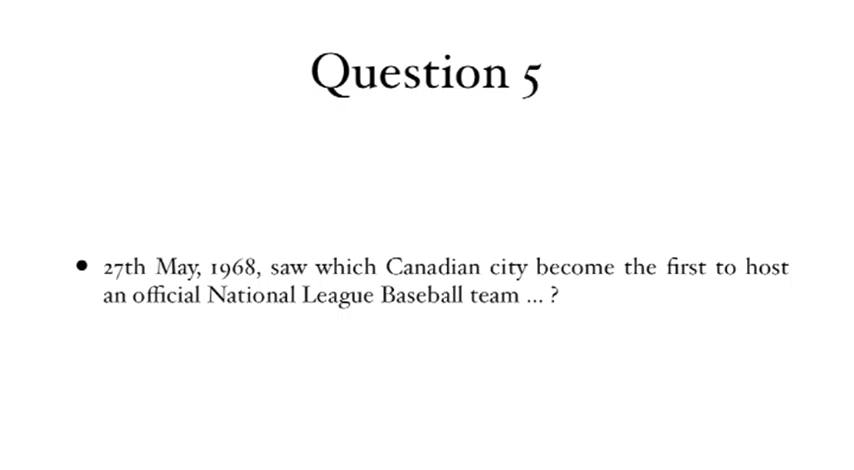 Question 5
• 27th May, 1968, saw which Canadian city become the first to host
an official National League Baseball team ... ?